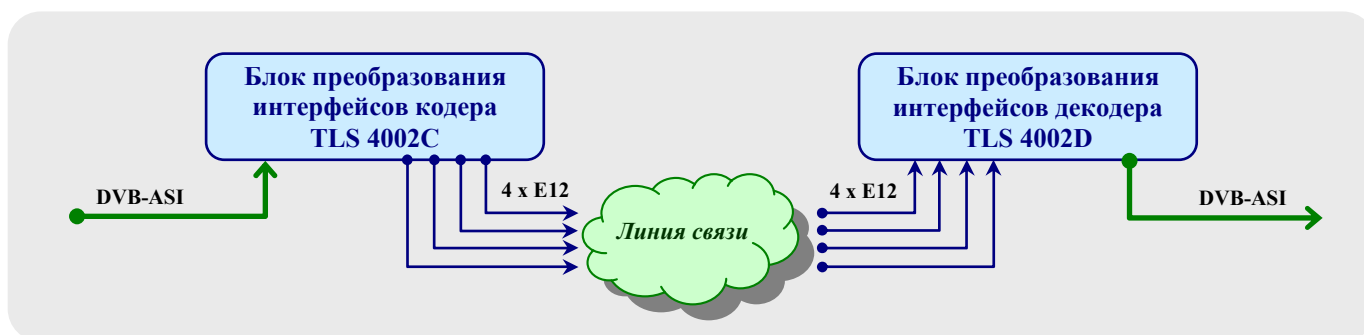 Блок преобразования
интерфейсов кодера
TLS 4002C
Блок преобразования
интерфейсов декодера
TLS 4002D
DVB-ASI
4 x E12
Линия связи
4 x E12
DVB-ASI